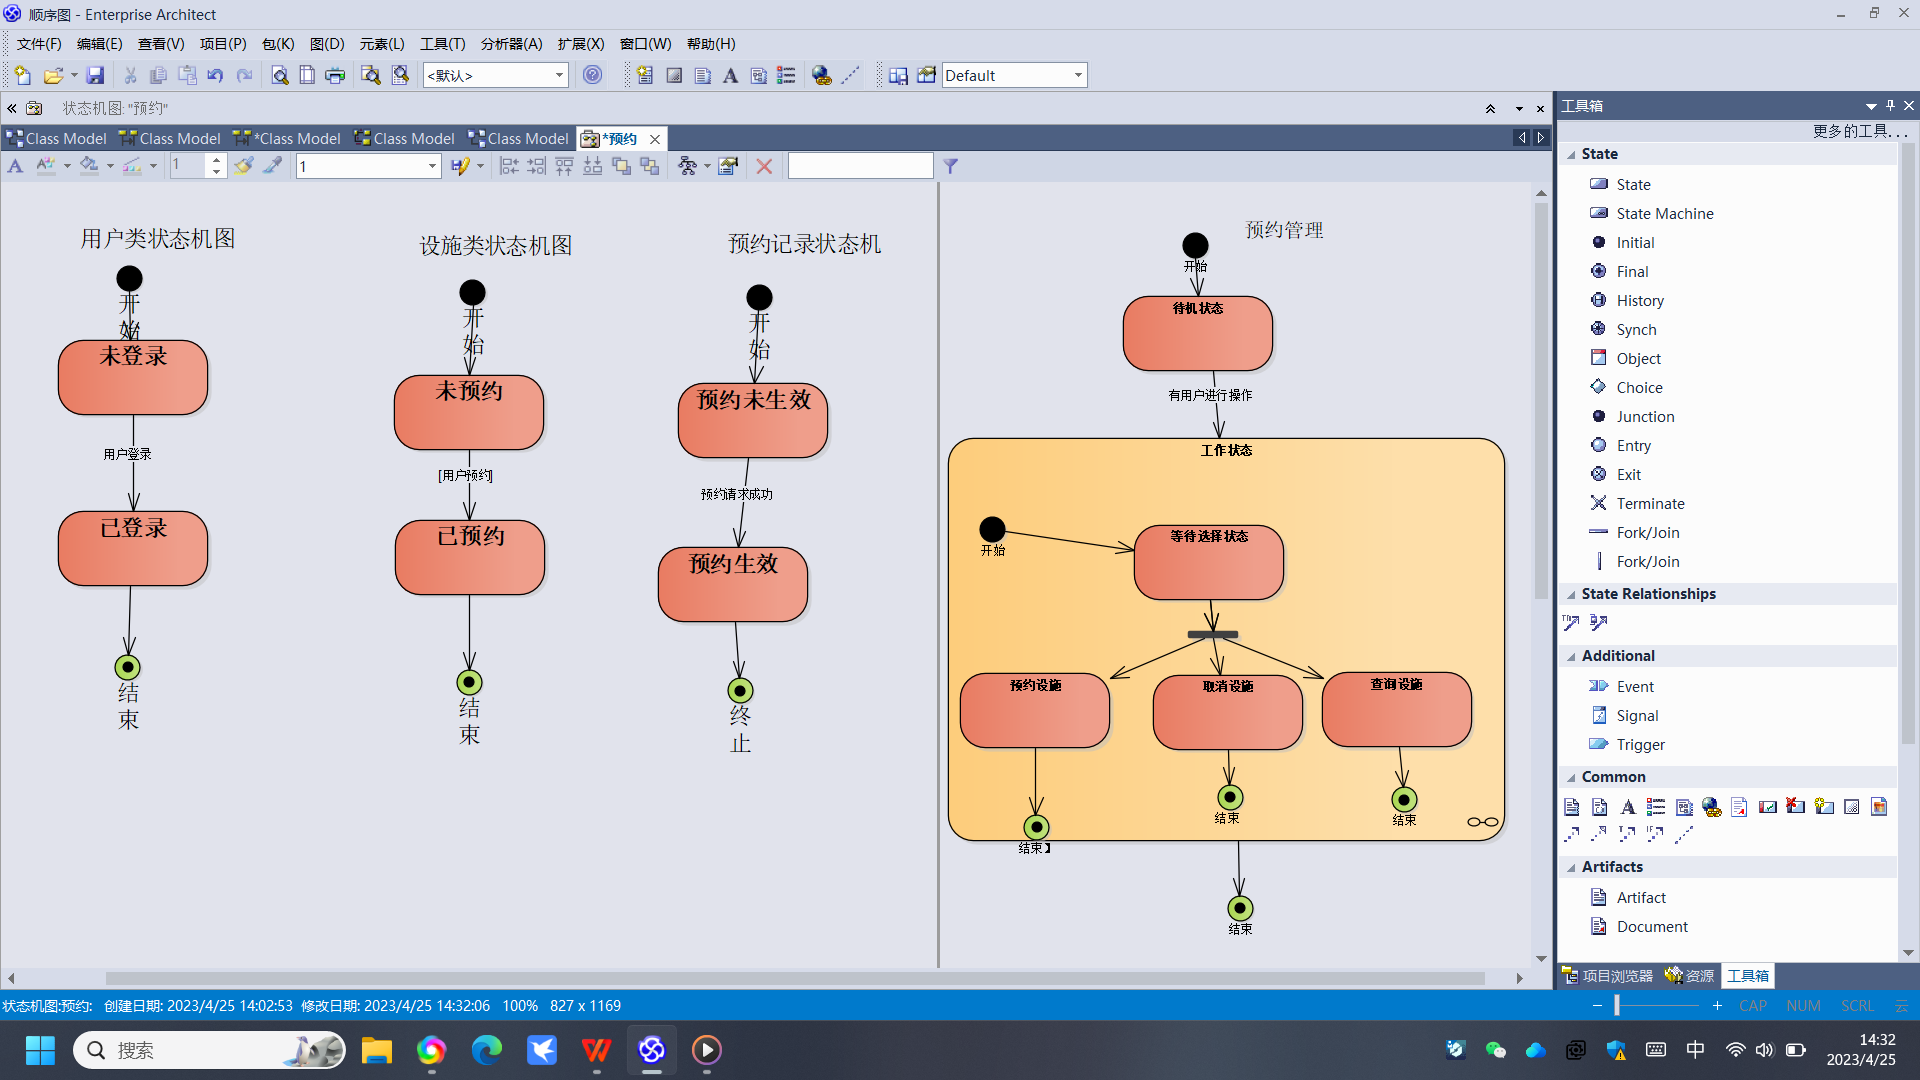 顺序图 - Enterprise Architect
文件(F) 编辑(E) 查看(V) 项目(P) 包(K) 图(D) 元素(L) 工具(T) 分析器(A) 扩展(X) 窗口(W) 帮助(H)
<默认>
Default
状态机图:"预约"
Class Model
Class Model
*Class Model
Class Model
Class Model
*预约
1
1
用户类状态机图
开始
未登录
用户登录
已登录
结束
设施类状态机图
开始
未预约
[用户预约]
已预约
结束
预约记录状态机
开始
预约未生效
预约请求成功
预约生效
终止
预约管理
开始
待机状态
有用户进行操作
工作状态
开始
等待选择状态
预约设施
取消设施
查询设施
结束】
结束
结束
结束
工具箱
更多的工具...
State
State
State Machine
Initial
Final
History
Synch
Object
Choice
Junction
Entry
Exit
Terminate
Fork/Join
Fork/Join
State Relationships
Additional
Event
Signal
Trigger
Common
Artifacts
Artifact
Document
项目浏览器 资源 工具箱
状态机图:预约: 创建日期: 2023/4/25 14:02:53 修改日期: 2023/4/25 14:32:06 100% 827 x 1169
CAP NUM SCRL 云
搜索
中
14:32
2023/4/25